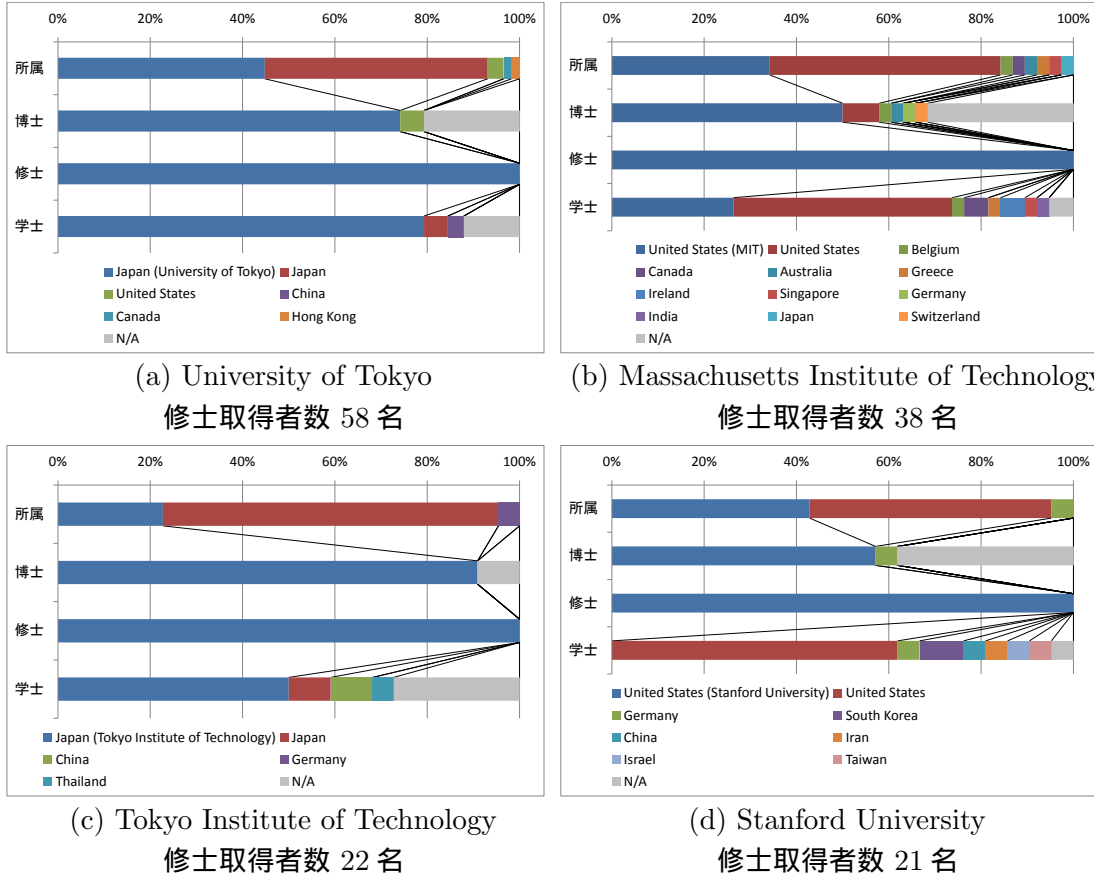 0% 20% 40% 60% 80% 100%
所属
博士
修士
学士
Japan (University of Tokyo) Japan
United States China
Canada Hong Kong
N/A
(a) University of Tokyo
修士取得者数 58 名
0% 20% 40% 60% 80% 100%
所属
博士
修士
学士
United States (MIT) United States Belgium
Canada Australia Greece
Ireland Singapore Germany
India Japan Switzerland
N/A
(b) Massachusetts Institute of Technology
修士取得者数 38 名
0% 20% 40% 60% 80% 100%
所属
博士
修士
学士
Japan (Tokyo Institute of Technology) Japan
China Germany
Thailand N/A
(c) Tokyo Institute of Technology
修士取得者数 22 名
0% 20% 40% 60% 80% 100%
所属
博士
修士
学士
United States (Stanford University) United States
Germany South Korea
China Iran
Israel Taiwan
N/A
(d) Stanford University
修士取得者数 21 名